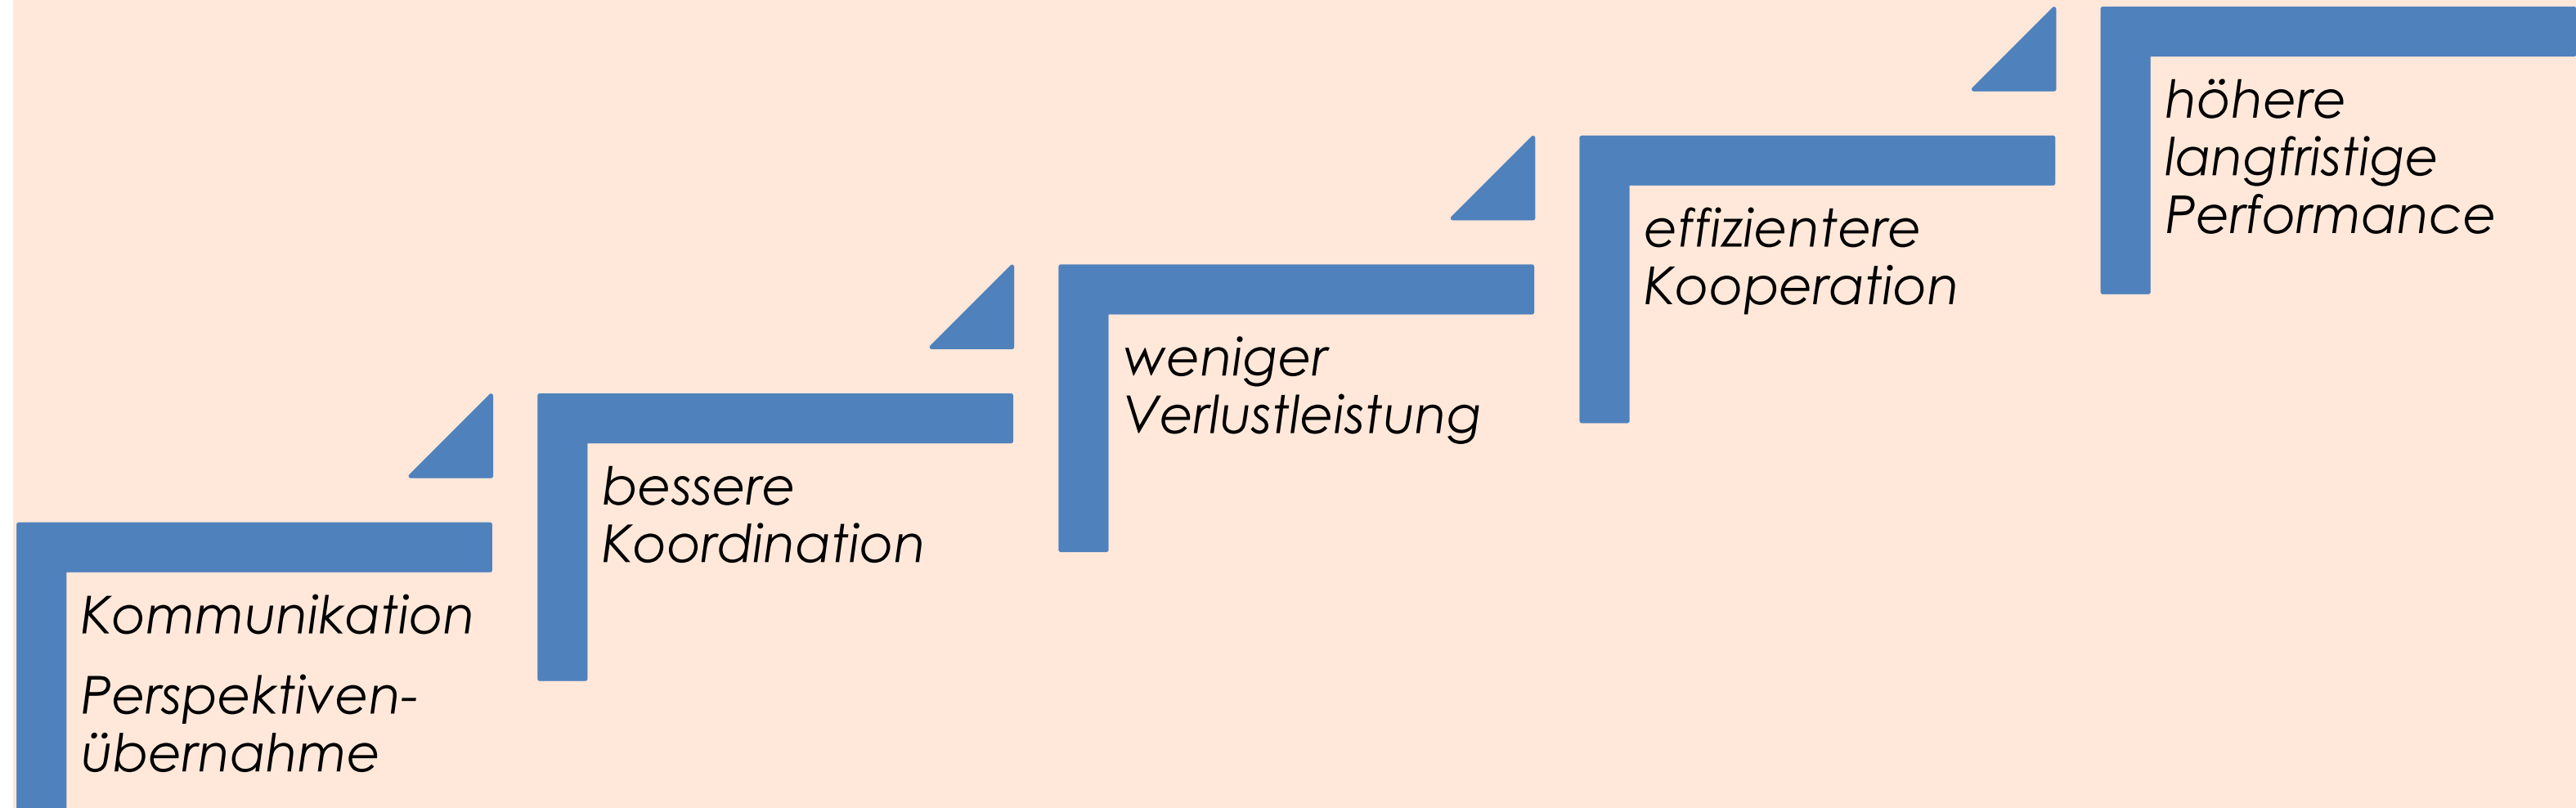 Kommunikation
Perspektiven-
übernahme
bessere
Koordination
weniger
Verlustleistung
effizientere
Kooperation
höhere
langfristige
Performance